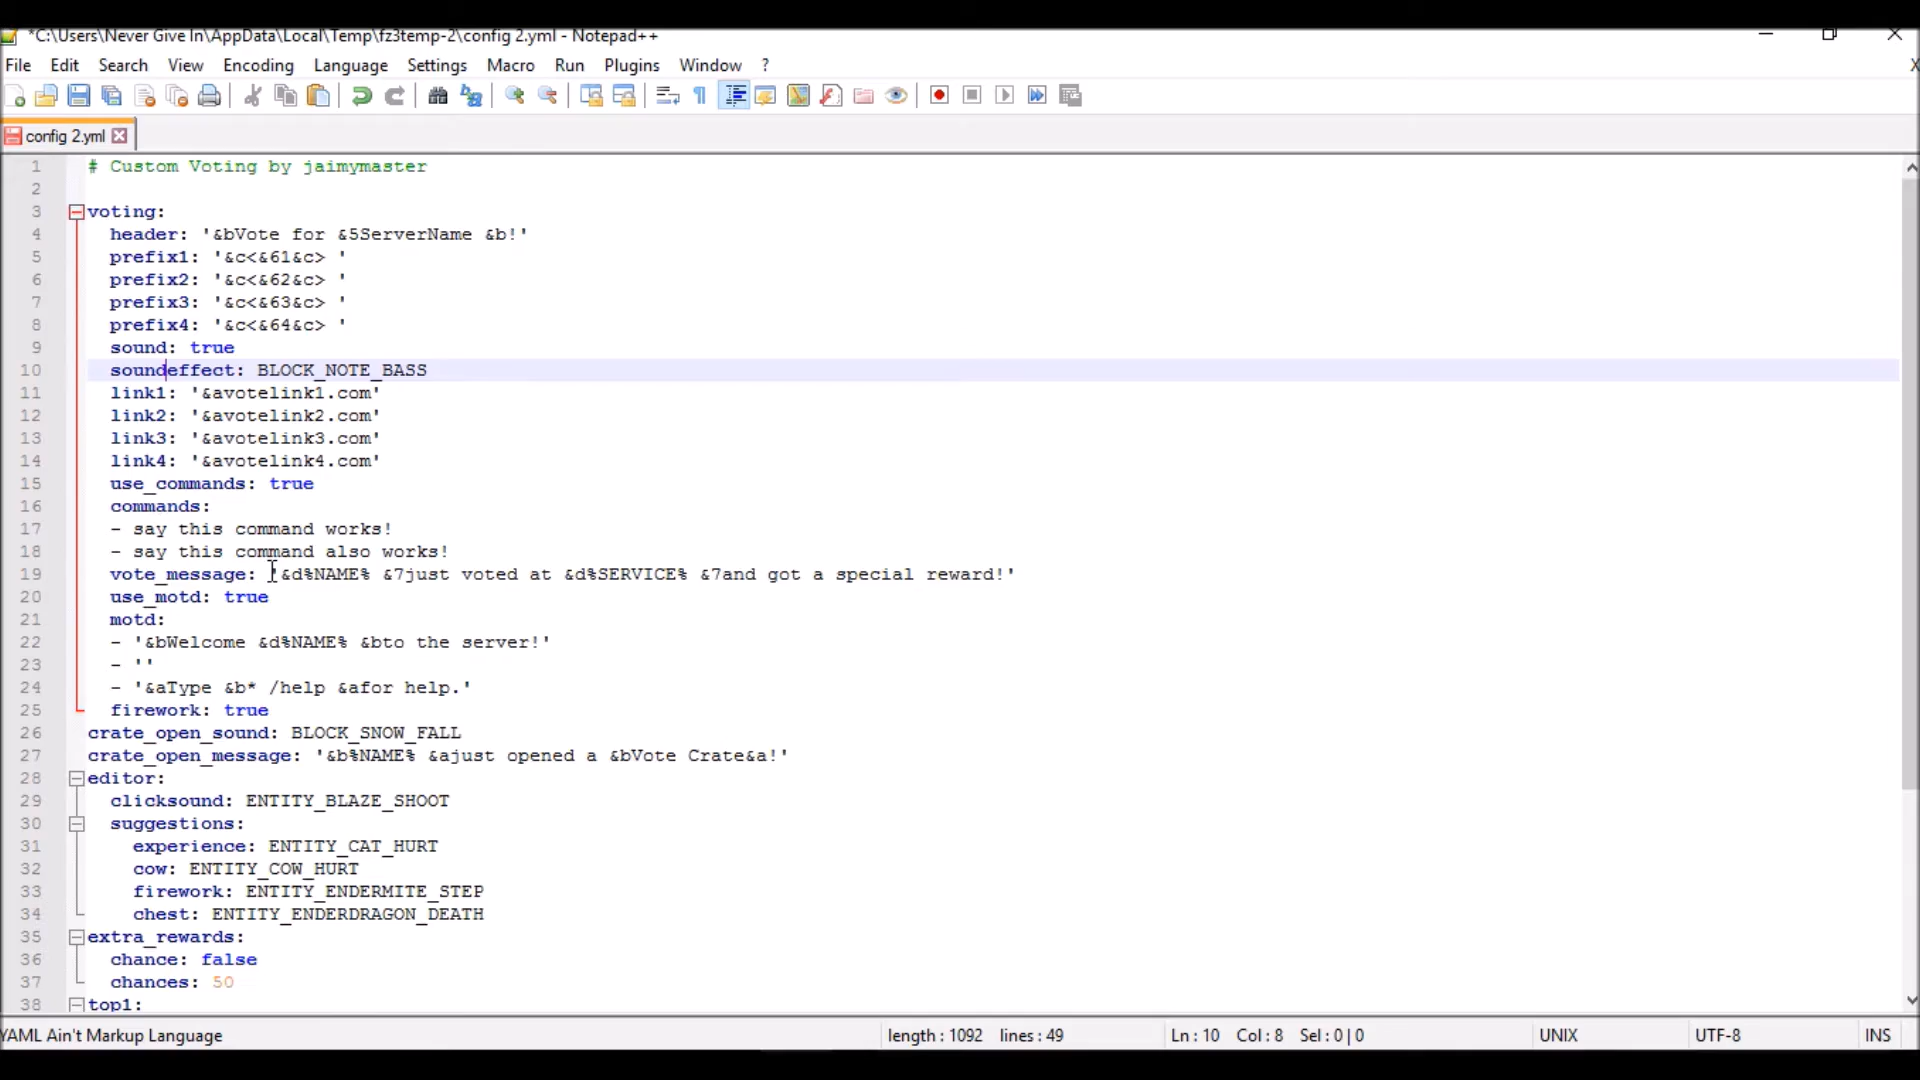 *C:\Users\Never Give In\AppData\Local\Temp\fz3temp-2\config 2.yml - Notepad++
File Edit Search View Encoding Language Settings Macro Run Plugins Window ? X
config 2.yml
1 # Custom Voting by jaimymaster
2
3 voting:
4 header: '&bVote for &5ServerName &b!'
5 prefix1: '&c<&61&c> '
6 prefix2: '&c<&62&c> '
7 prefix3: '&c<&63&c> '
8 prefix4: '&c<&64&c> '
9 sound: true
10 soundeffect: BLOCK_NOTE_BASS
11 link1: '&avotelink1.com'
12 link2: '&avotelink2.com'
13 link3: '&avotelink3.com'
14 link4: '&avotelink4.com'
15 use_commands: true
16 commands:
17 - say this command works!
18 - say this command also works!
19 vote_message: '&d%NAME% &7just voted at &d%SERVICE% &7and got a special reward!'
20 use_motd: true
21 motd:
22 - '&bWelcome &d%NAME% &bto the server!'
23 - ''
24 - '&aType &b* /help &afor help.'
25 firework: true
26 crate_open_sound: BLOCK_SNOW_FALL
27 crate_open_message: '&b%NAME% &ajust opened a &bVote Crate&a!'
28 editor:
29 clicksound: ENTITY_BLAZE_SHOOT
30 suggestions:
31 experience: ENTITY_CAT_HURT
32 cow: ENTITY_COW_HURT
33 firework: ENTITY_ENDERMITE_STEP
34 chest: ENTITY_ENDERDRAGON_DEATH
35 extra_rewards:
36 chance: false
37 chances: 50
38 top1:
YAML Ain't Markup Language length : 1092 lines : 49 Ln : 10 Col : 8 Sel : 0 | 0 UNIX UTF-8 INS